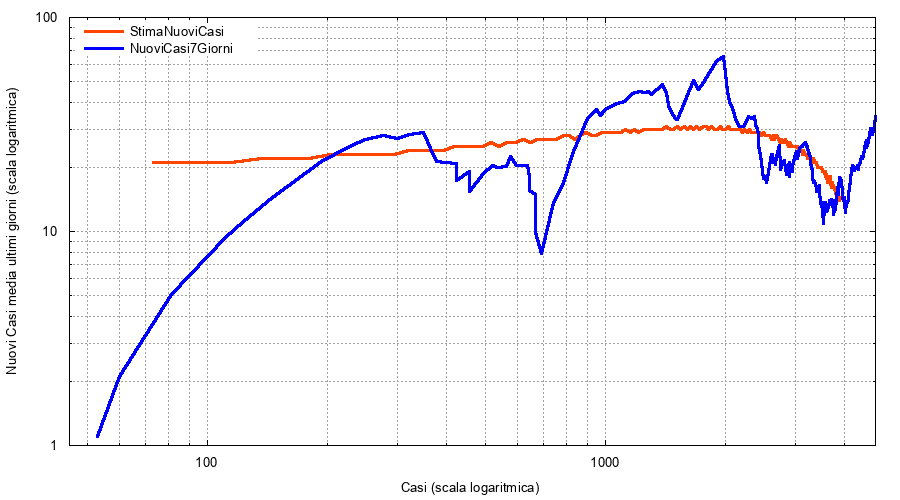 100
StimaNuoviCasi
NuoviCasi7Giorni
10
1
Nuovi Casi media ultimi giorni (scala logaritmica)
100
1000
Casi (scala logaritmica)